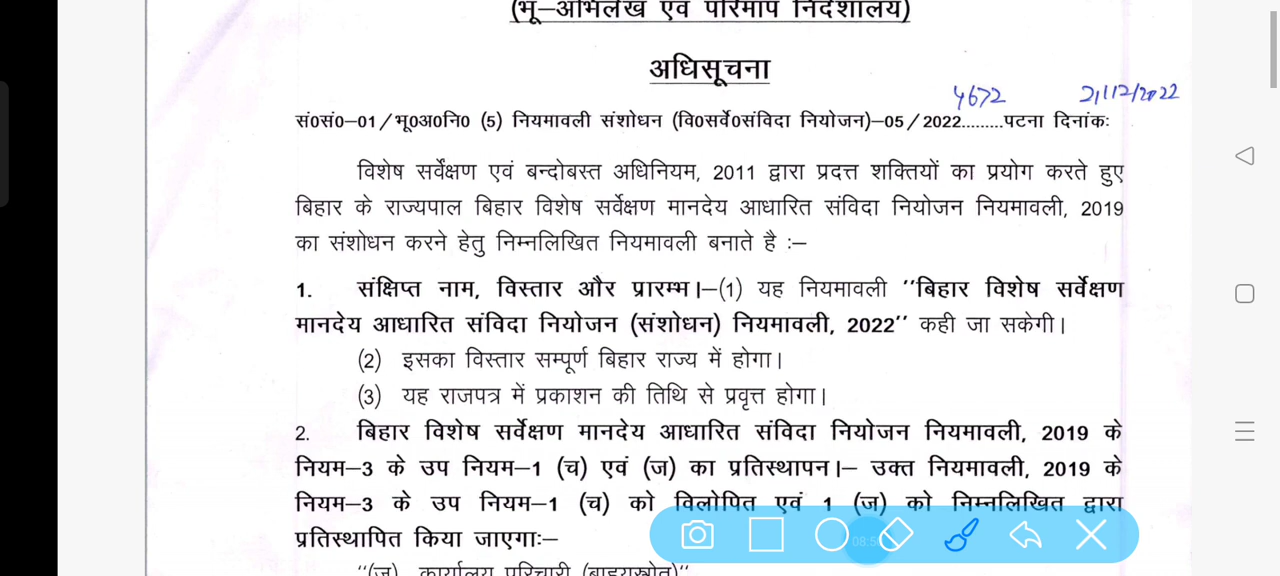 (भू–अभिलेख एवं परिमाप निदेशालय)
अधिसूचना
4672 21/12/2022
सं0सं0–01/भू0अ0नि0 (5) नियमावली संशोधन (वि0सर्वे0संविदा नियोजन)–05/2022.........पटना दिनांकः
विशेष सर्वेक्षण एवं बन्दोबस्त अधिनियम, 2011 द्वारा प्रदत्त शक्तियों का प्रयोग करते हुए
बिहार के राज्यपाल बिहार विशेष सर्वेक्षण मानदेय आधारित संविदा नियोजन नियमावली, 2019
का संशोधन करने हेतु निम्नलिखित नियमावली बनाते है :–
1. संक्षिप्त नाम, विस्तार और प्रारम्भ।–(1) यह नियमावली "बिहार विशेष सर्वेक्षण
मानदेय आधारित संविदा नियोजन (संशोधन) नियमावली, 2022" कही जा सकेगी।
(2) इसका विस्तार सम्पूर्ण बिहार राज्य में होगा।
(3) यह राजपत्र में प्रकाशन की तिथि से प्रवृत्त होगा।
2. बिहार विशेष सर्वेक्षण मानदेय आधारित संविदा नियोजन नियमावली, 2019 के
नियम–3 के उप नियम–1 (च) एवं (ज) का प्रतिस्थापन।– उक्त नियमावली, 2019 के
नियम–3 के उप नियम–1 (च) को विलोपित एवं 1 (ज) को निम्नलिखित द्वारा
प्रतिस्थापित किया जाएगाः–
"(ज) कार्यालय परिचारी (बाह्यस्त्रोत)"